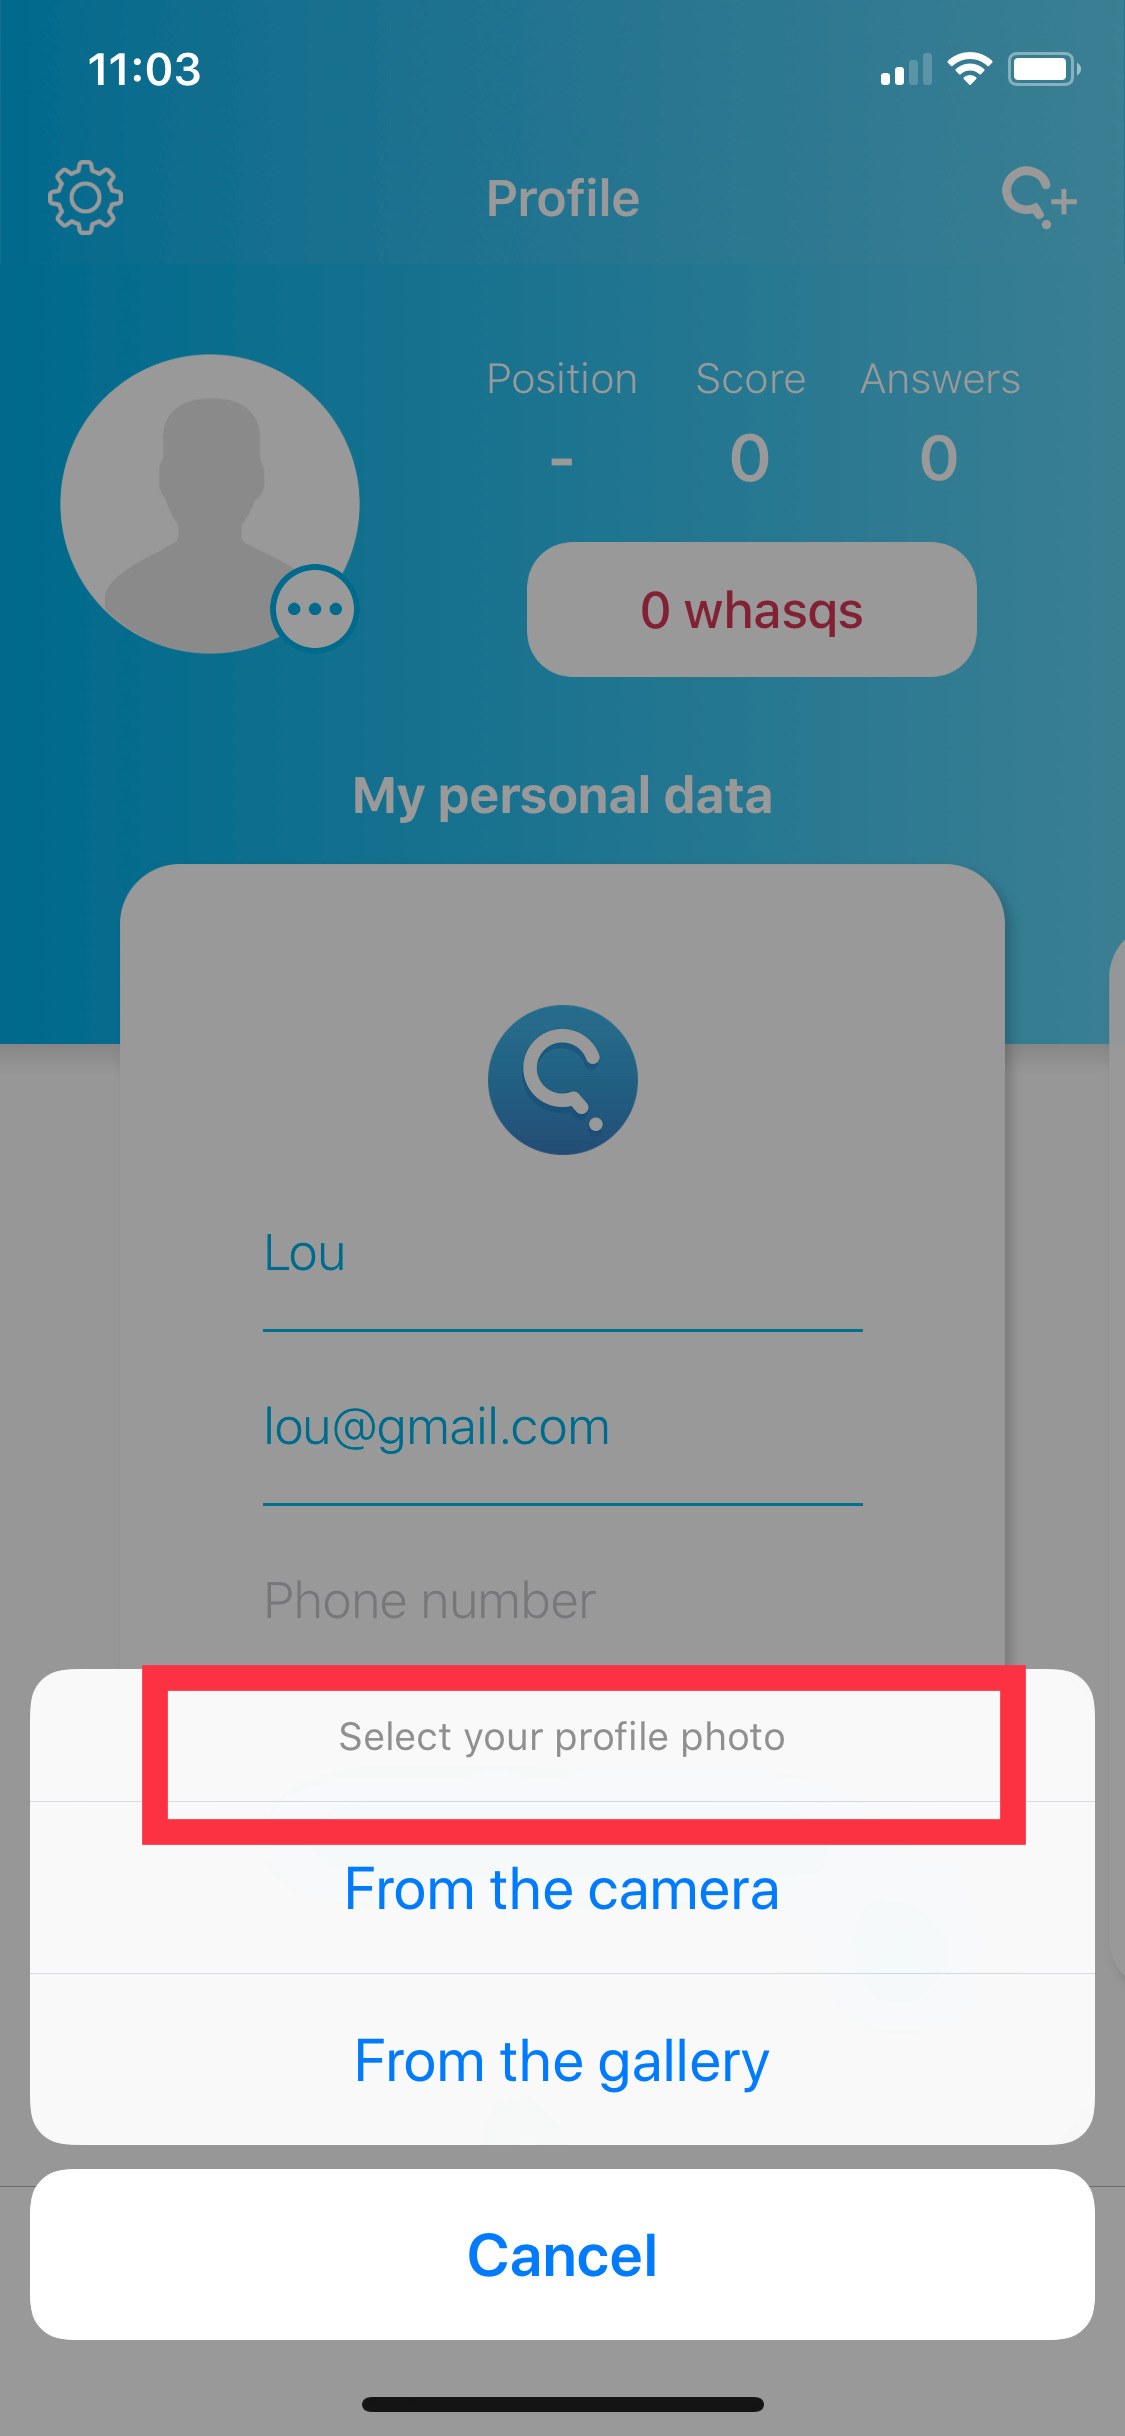 11:03
Profile
Position Score Answers
- 0 0
0 whasqs
My personal data
Lou
lou@gmail.com
Phone number
Select your profile photo
From the camera
From the gallery
Cancel